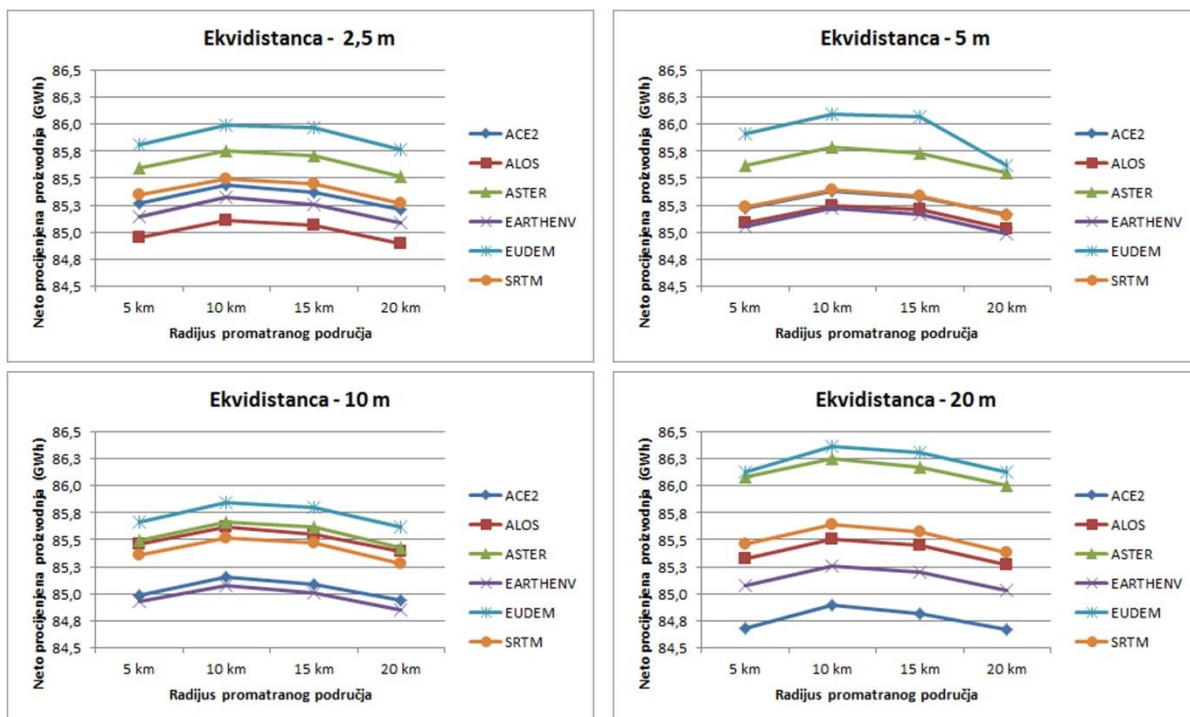 Ekvidistanca - 2,5 m
Neto procijenjena proizvodnja (GWh)
86,5
86,3
86,0
85,8
85,5
85,3
85,0
84,8
84,5
5 km 10 km 15 km 20 km
Radijus promatranog područja
ACE2
ALOS
ASTER
EARTHENV
EUDEM
SRTM
Ekvidistanca - 5 m
Neto procijenjena proizvodnja (GWh)
86,5
86,3
86,0
85,8
85,5
85,3
85,0
84,8
84,5
5 km 10 km 15 km 20 km
Radijus promatranog područja
ACE2
ALOS
ASTER
EARTHENV
EUDEM
SRTM
Ekvidistanca - 10 m
Neto procijenjena proizvodnja (GWh)
86,5
86,3
86,0
85,8
85,5
85,3
85,0
84,8
84,5
5 km 10 km 15 km 20 km
Radijus promatranog područja
ACE2
ALOS
ASTER
EARTHENV
EUDEM
SRTM
Ekvidistanca - 20 m
Neto procijenjena proizvodnja (GWh)
86,5
86,3
86,0
85,8
85,5
85,3
85,0
84,8
84,5
5 km 10 km 15 km 20 km
Radijus promatranog područja
ACE2
ALOS
ASTER
EARTHENV
EUDEM
SRTM